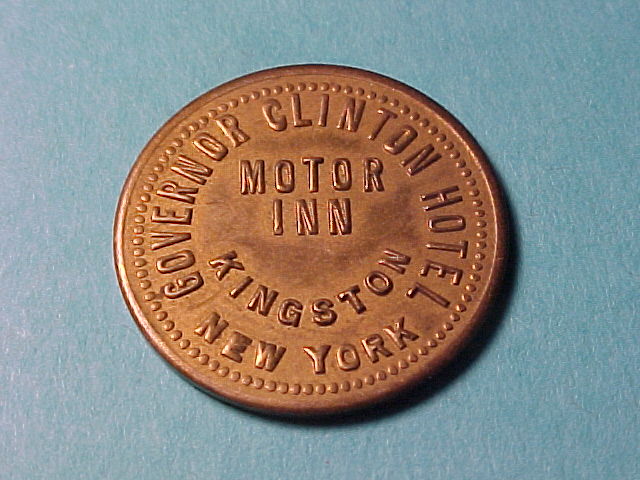 GOVERNOR CLINTON HOTEL
MOTOR
INN
KINGSTON
NEW YORK